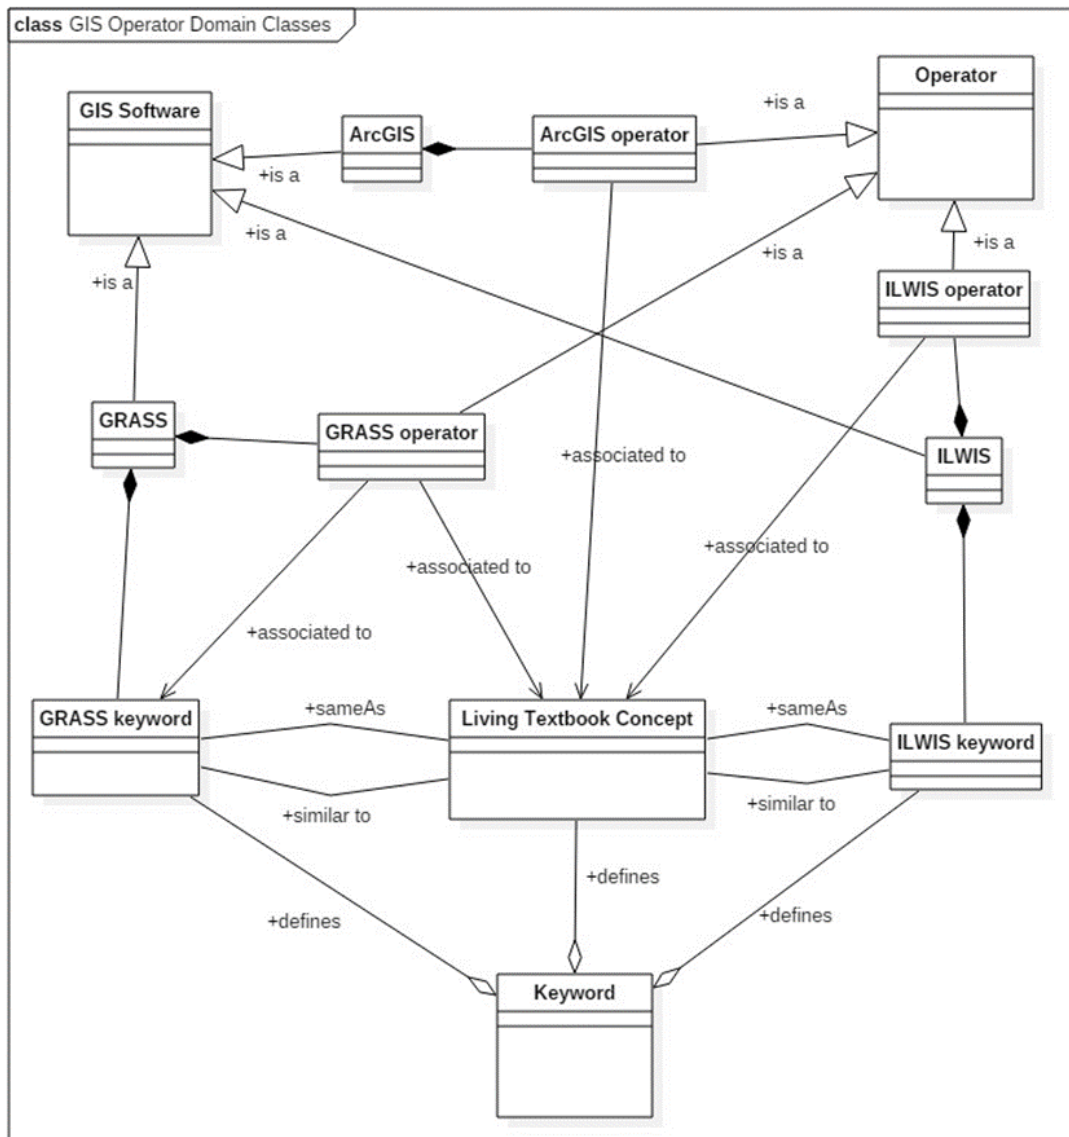 class GIS Operator Domain Classes
Operator
GIS Software
+is a
ArcGIS
ArcGIS operator
+is a
+is a
+is a
+is a
+is a
ILWIS operator
GRASS
GRASS operator
+associated to
ILWIS
+associated to
+associated to
+associated to
GRASS keyword
+sameAs
Living Textbook Concept
+sameAs
ILWIS keyword
+similar to
+similar to
+defines
+defines
+defines
Keyword